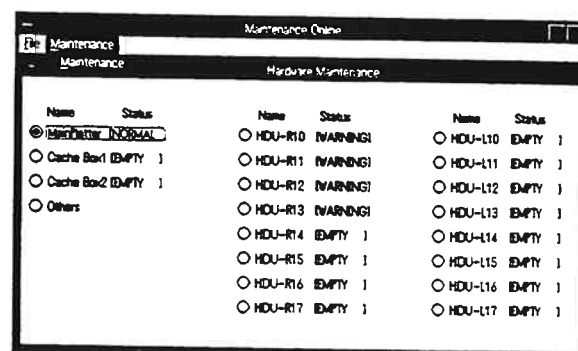 Maintenance Online
File Maintenance
Maintenance
Hardware Maintenance
Name Status
[NORMAL ]
Cache Box1 [EMPTY ]
Cache Box2 [EMPTY ]
Others
Name Status
HDU-R10 [WARNING]
HDU-R11 [WARNING]
HDU-R12 [WARNING]
HDU-R13 [WARNING]
HDU-R14 [EMPTY ]
HDU-R15 [EMPTY ]
HDU-R16 [EMPTY ]
HDU-R17 [EMPTY ]
Name Status
HDU-L10 [EMPTY ]
HDU-L11 [EMPTY ]
HDU-L12 [EMPTY ]
HDU-L13 [EMPTY ]
HDU-L14 [EMPTY ]
HDU-L15 [EMPTY ]
HDU-L16 [EMPTY ]
HDU-L17 [EMPTY ]